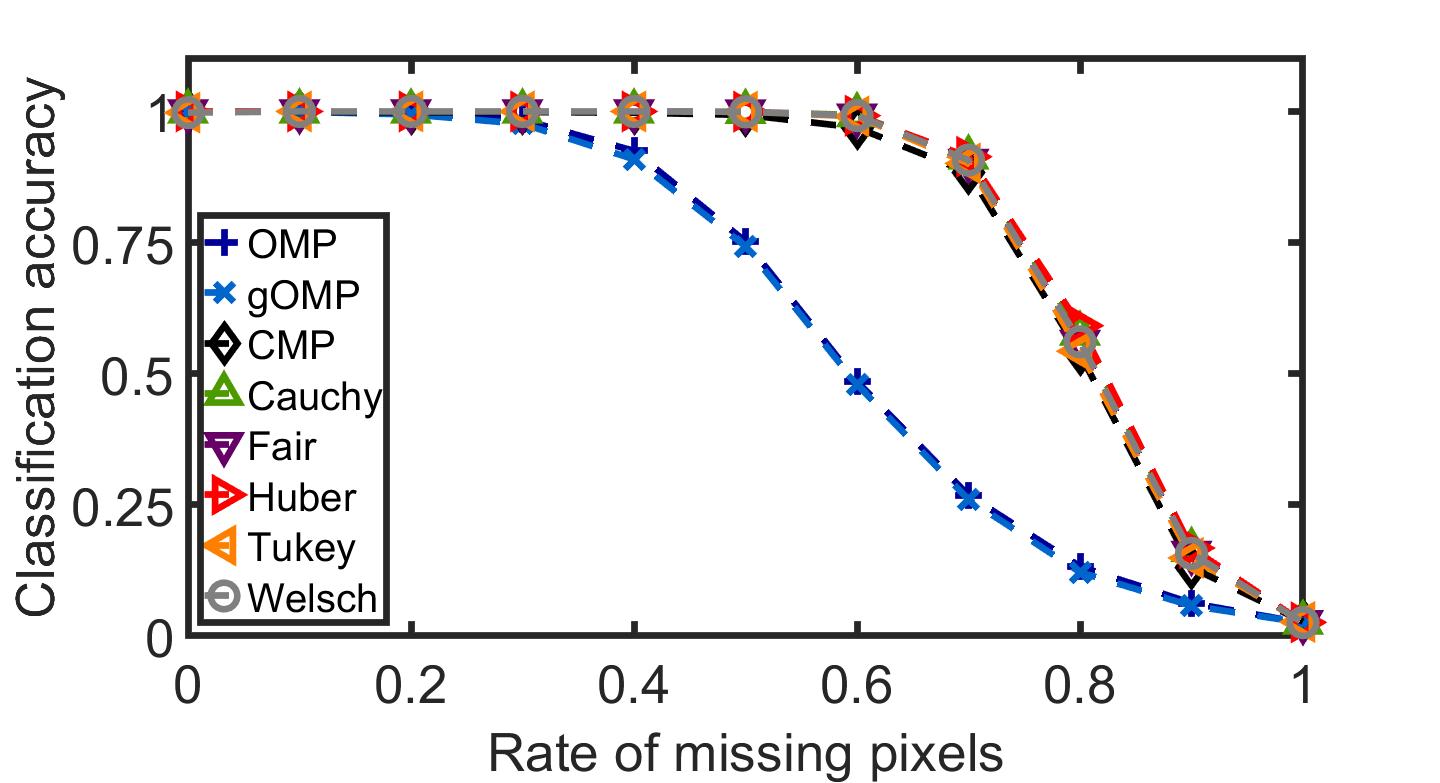 Classification accuracy
1
0.75
0.5
0.25
0
OMP
gOMP
CMP
Cauchy
Fair
Huber
Tukey
Welsch
0 0.2 0.4 0.6 0.8 1
Rate of missing pixels